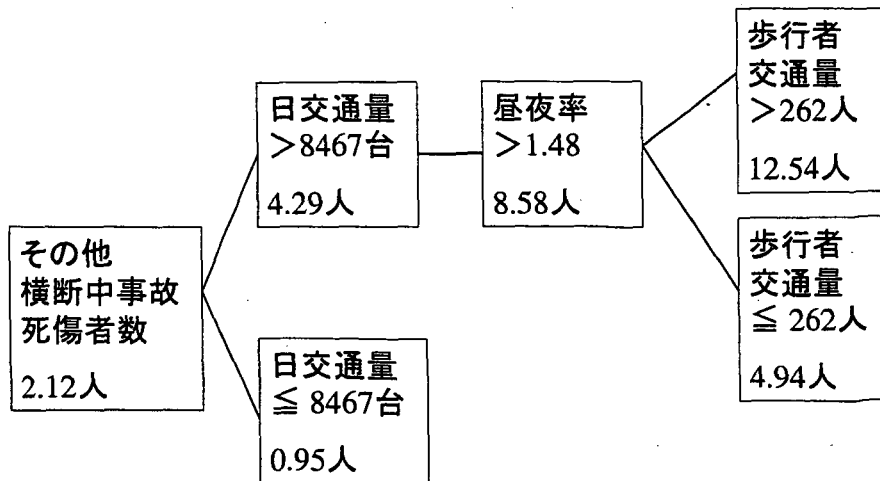 その他
横断中事故
死傷者数
2.12人
日交通量
＞8467台
4.29人
日交通量
≦ 8467台
0.95人
昼夜率
＞1.48
8.58人
歩行者
交通量
＞262人
12.54人
歩行者
交通量
≦ 262人
4.94人